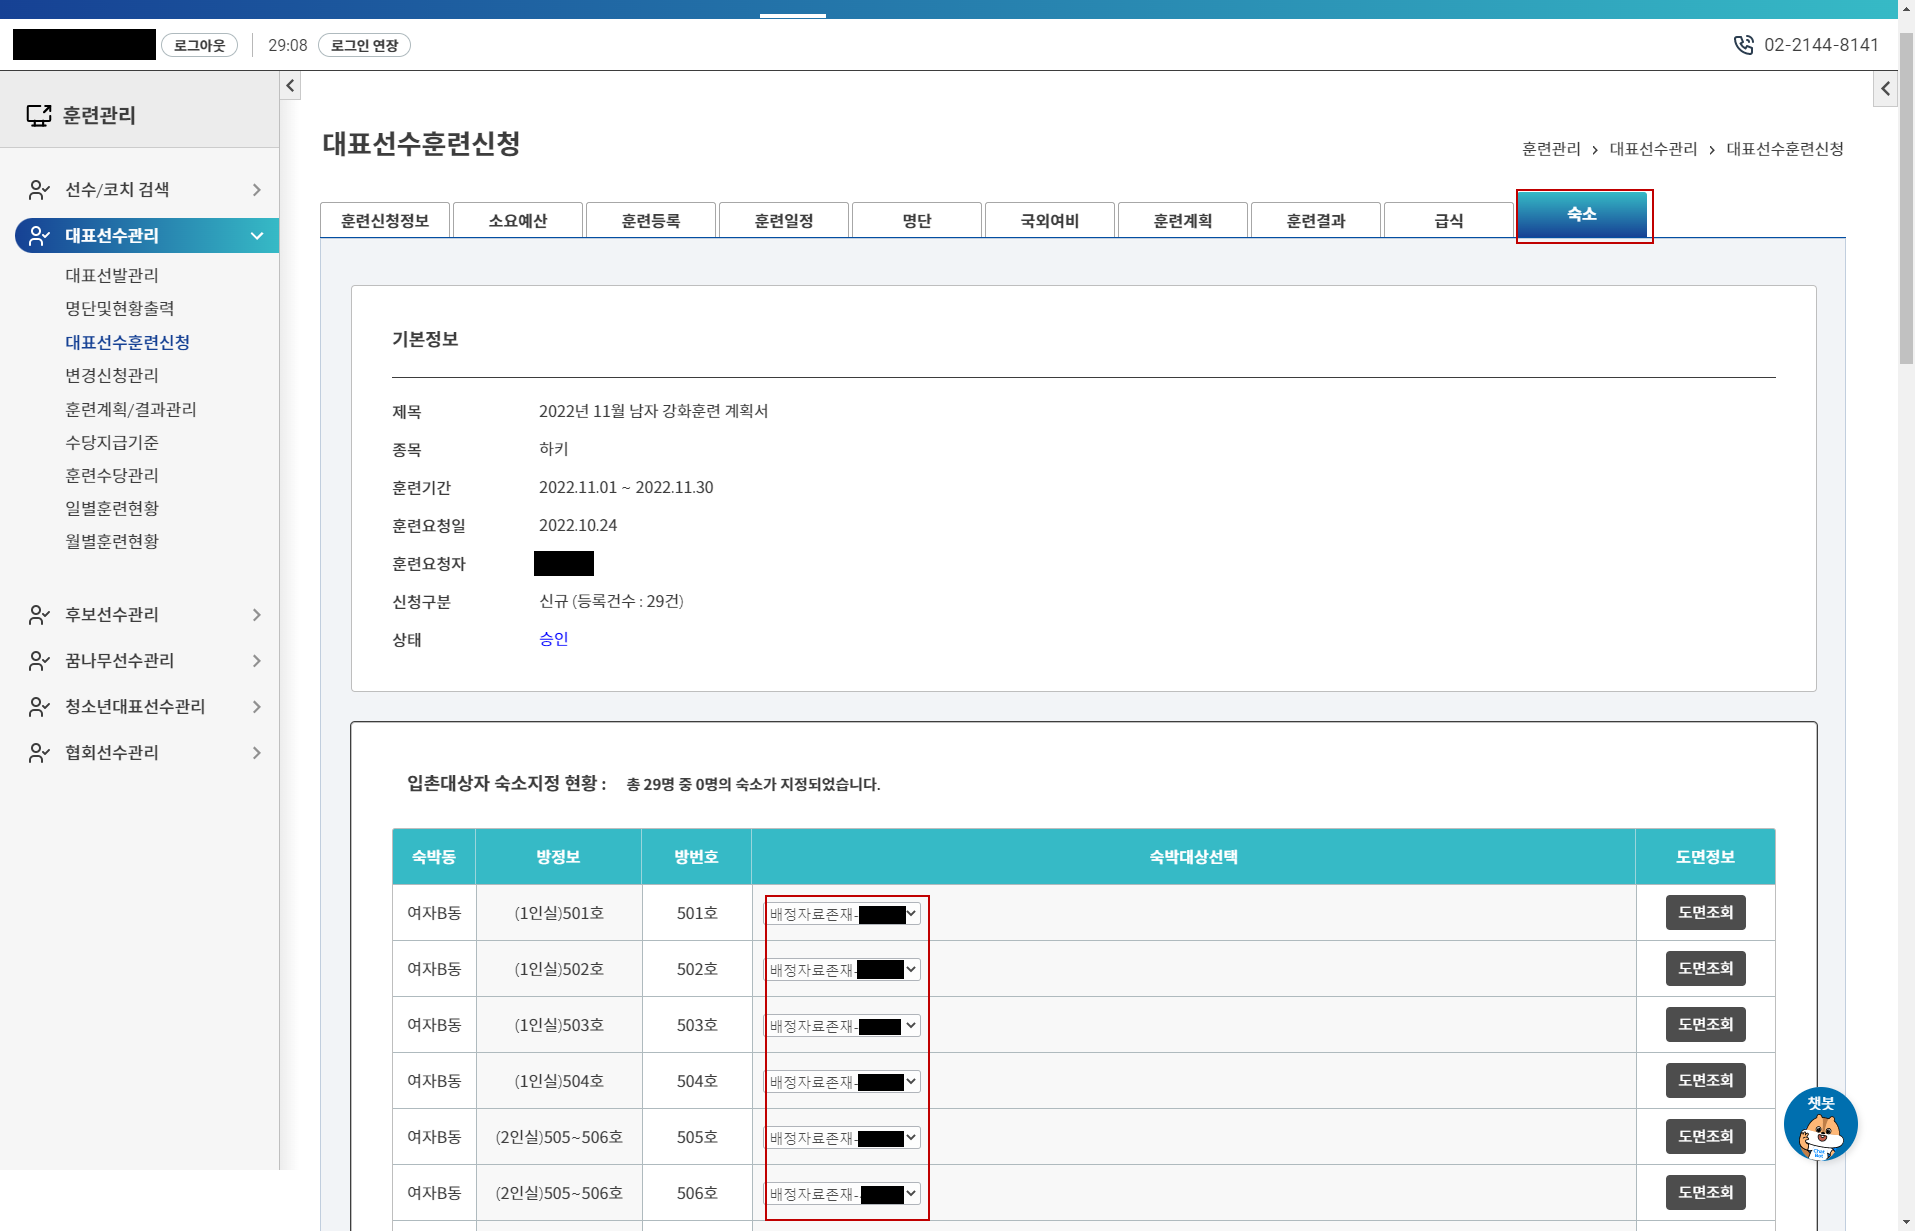 로그아웃 29:08 로그인 연장 02-2144-8141
훈련관리
선수/코치 검색
대표선수관리
대표선발관리
명단및현황출력
대표선수훈련신청
변경신청관리
훈련계획/결과관리
수당지급기준
훈련수당관리
일별훈련현황
월별훈련현황
후보선수관리
꿈나무선수관리
청소년대표선수관리
협회선수관리
대표선수훈련신청
훈련관리 > 대표선수관리 > 대표선수훈련신청
훈련신청정보 소요예산 훈련등록 훈련일정 명단 국외여비 훈련계획 훈련결과 급식 숙소
기본정보
제목 2022년 11월 남자 강화훈련 계획서
종목 하키
훈련기간 2022.11.01 ~ 2022.11.30
훈련요청일 2022.10.24
훈련요청자
신청구분 신규 (등록건수 : 29건)
상태 승인
입촌대상자 숙소지정 현황 : 총 29명 중 0명의 숙소가 지정되었습니다.
숙박동 방정보 방번호 숙박대상선택 도면정보
여자B동 (1인실)501호 501호 배정자료존재- 도면조회
여자B동 (1인실)502호 502호 배정자료존재- 도면조회
여자B동 (1인실)503호 503호 배정자료존재- 도면조회
여자B동 (1인실)504호 504호 배정자료존재- 도면조회
여자B동 (2인실)505~506호 505호 배정자료존재- 도면조회
여자B동 (2인실)505~506호 506호 배정자료존재- 도면조회
챗봇